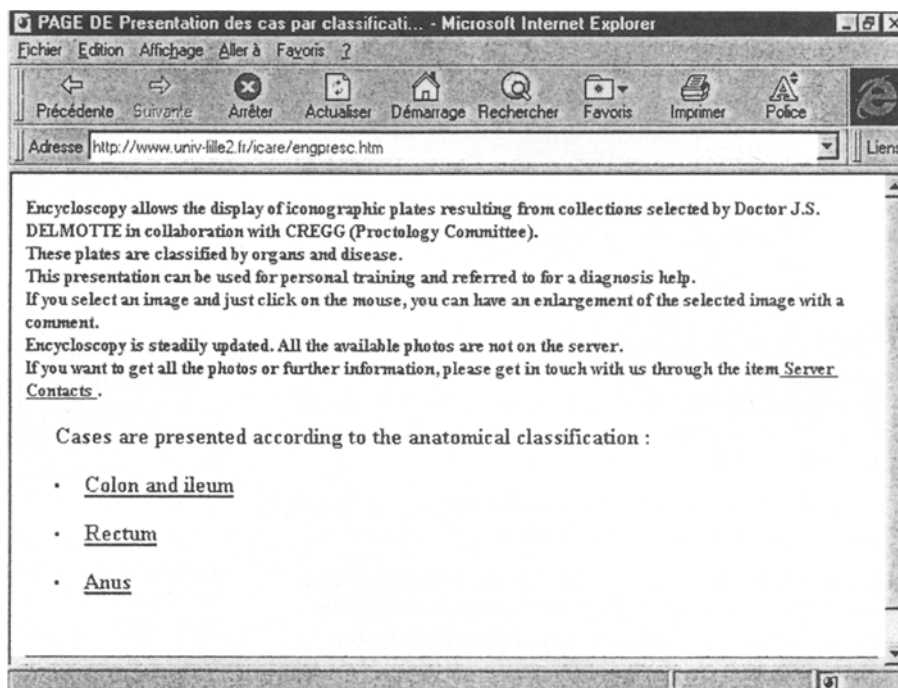 PAGE DE Presentation des cas par classificati... - Microsoft Internet Explorer
Fichier Edition Affichage Aller à Favoris ?
Précédente Suivante Arrêter Actualiser Démarrage Rechercher Favoris Imprimer Police
Adresse http://www.univ-lille2.fr/icare/engpresc.htm Liens
Encycloscopy allows the display of iconographic plates resulting from collections selected by Doctor J.S.
DELMOTTE in collaboration with CREGG (Proctology Committee).
These plates are classified by organs and disease.
This presentation can be used for personal training and referred to for a diagnosis help.
If you select an image and just click on the mouse, you can have an enlargement of the selected image with a
comment.
Encycloscopy is steadily updated. All the available photos are not on the server.
If you want to get all the photos or further information, please get in touch with us through the item Server
Contacts .
Cases are presented according to the anatomical classification :
• Colon and ileum
• Rectum
• Anus